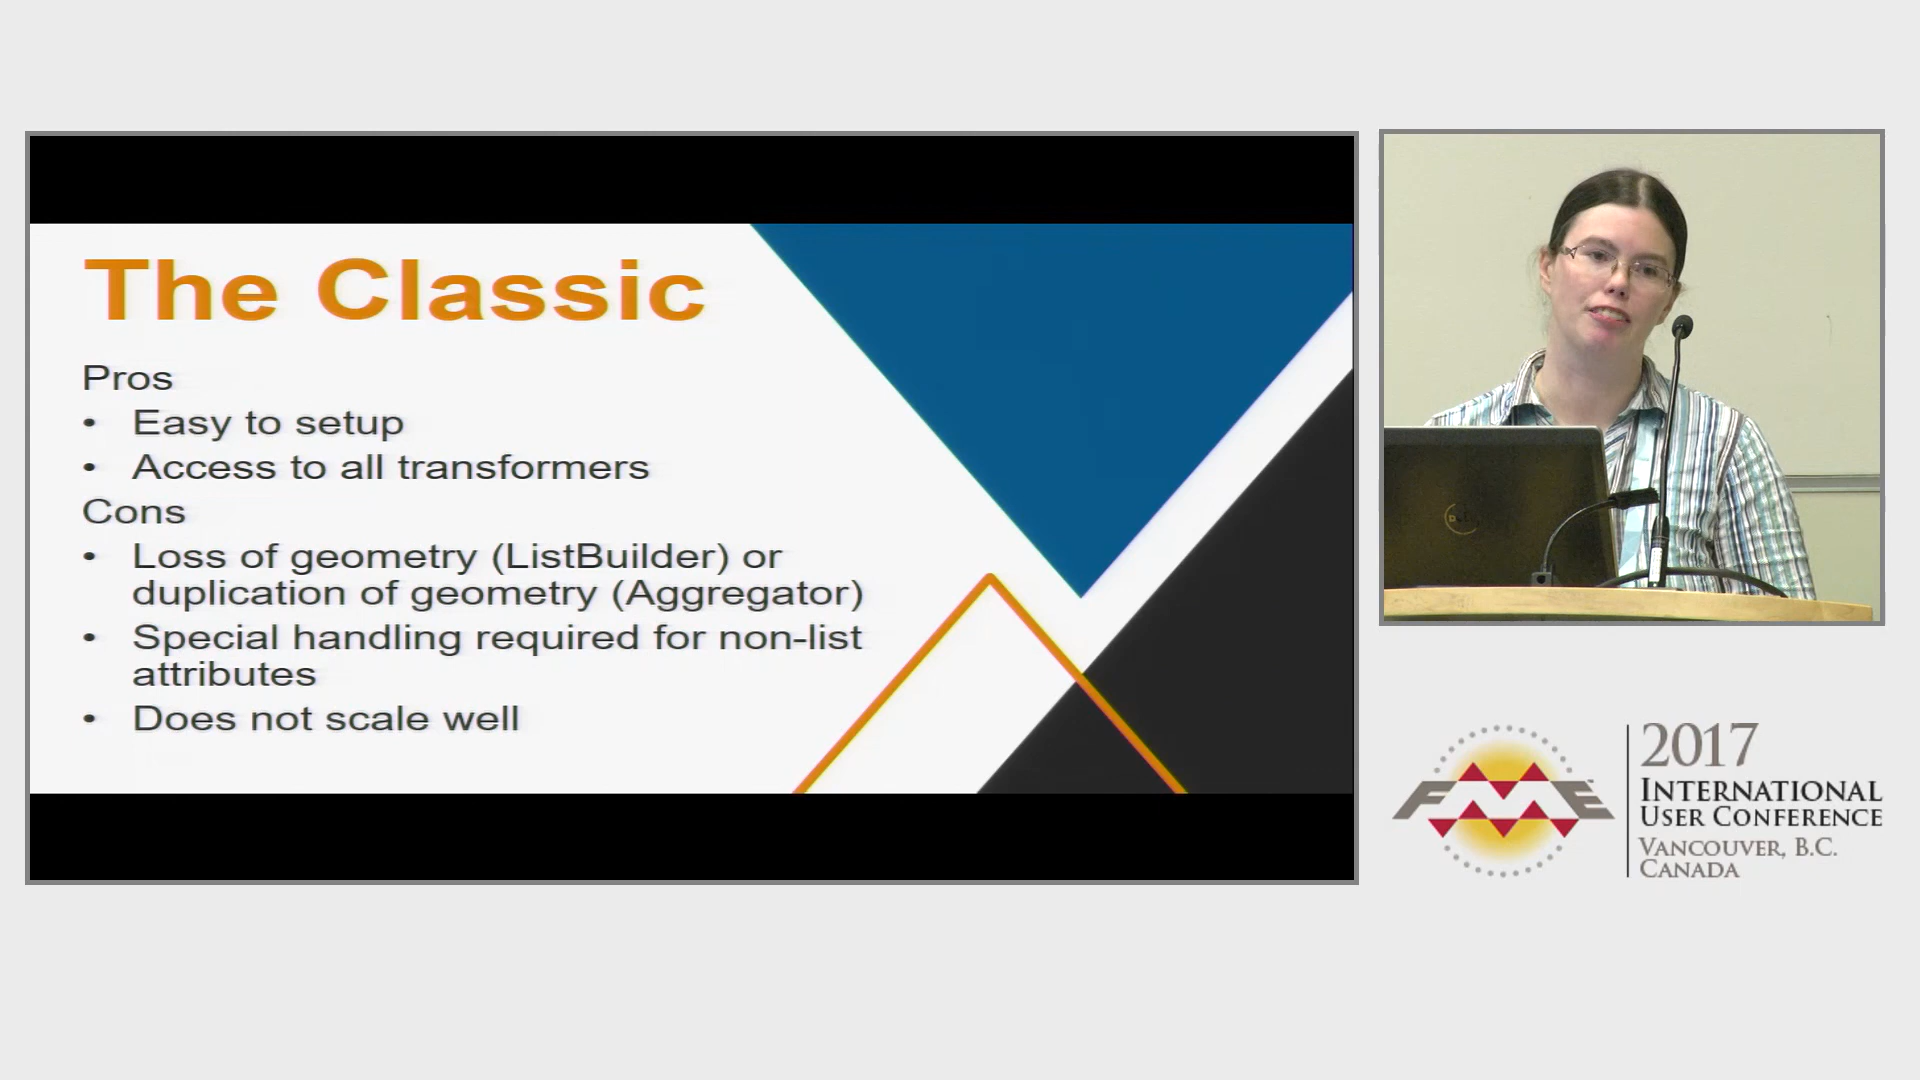 The Classic
Pros
• Easy to setup
• Access to all transformers
Cons
• Loss of geometry (ListBuilder) or
duplication of geometry (Aggregator)
• Special handling required for non-list
attributes
• Does not scale well
DELL
FME
2017
INTERNATIONAL
USER CONFERENCE
VANCOUVER, B.C.
CANADA